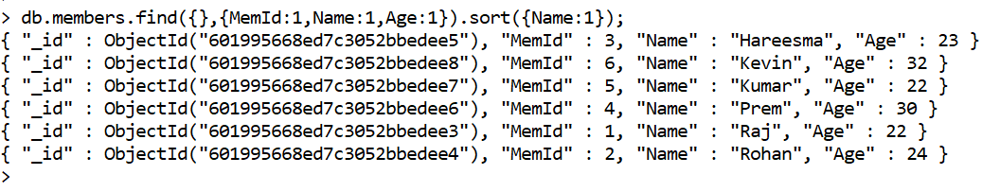 > db.members.find({},{MemId:1,Name:1,Age:1}).sort({Name:1});
{ "_id" : ObjectId("601995668ed7c3052bbedee5"), "MemId" : 3, "Name" : "Hareesma", "Age" : 23 }
{ "_id" : ObjectId("601995668ed7c3052bbedee8"), "MemId" : 6, "Name" : "Kevin", "Age" : 32 }
{ "_id" : ObjectId("601995668ed7c3052bbedee7"), "MemId" : 5, "Name" : "Kumar", "Age" : 22 }
{ "_id" : ObjectId("601995668ed7c3052bbedee6"), "MemId" : 4, "Name" : "Prem", "Age" : 30 }
{ "_id" : ObjectId("601995668ed7c3052bbedee3"), "MemId" : 1, "Name" : "Raj", "Age" : 22 }
{ "_id" : ObjectId("601995668ed7c3052bbedee4"), "MemId" : 2, "Name" : "Rohan", "Age" : 24 }
>